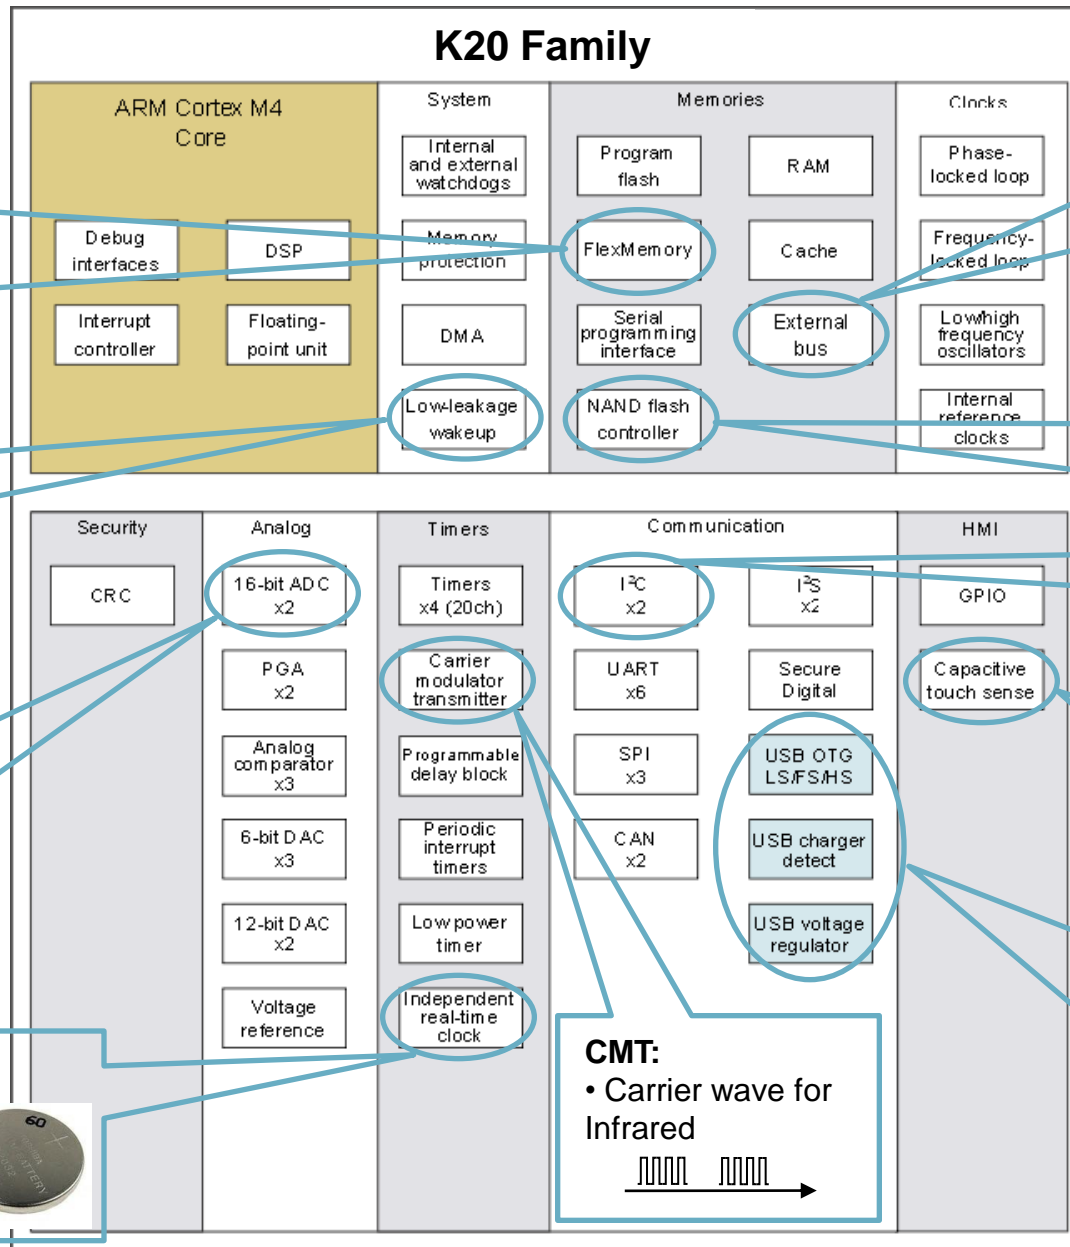 K20 Family
ARM Cortex M4
Core
Debug
interfaces
DSP
Interrupt
controller
Floating-
point unit
System
Internal
and external
watchdogs
Memory
protection
DMA
Low-leakage
wakeup
Memories
Program
flash
RAM
FlexMemory
Cache
Serial
programming
interface
External
bus
NAND flash
controller
Clocks
Phase-
locked loop
Frequency-
locked loop
Low/high
frequency
oscillators
Internal
reference
clocks
Security
CRC
Analog
16-bit ADC
x2
PGA
x2
Analog
comparator
x3
6-bit DAC
x3
12-bit DAC
x2
Voltage
reference
Timers
Timers
x4 (20ch)
Carrier
modulator
transmitter
Programmable
delay block
Periodic
interrupt
timers
Low power
timer
Independent
real-time
clock
Communication
I²C
x2
I²S
x2
UART
x6
Secure
Digital
SPI
x3
USB OTG
LS/FS/HS
CAN
x2
USB charger
detect
USB voltage
regulator
HMI
GPIO
Capacitive
touch sense
CMT:
• Carrier wave for
Infrared
60